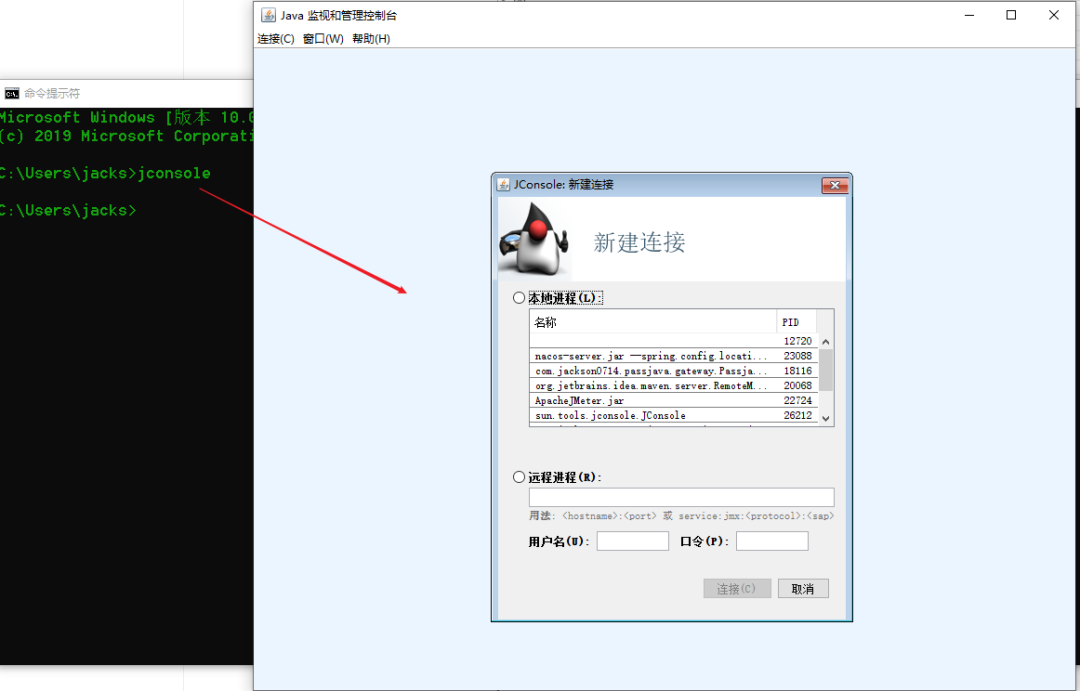 Java 监视和管理控制台
连接(C) 窗口(W) 帮助(H)
命令提示符
Microsoft Windows [版本 10.0
(c) 2019 Microsoft Corporati
C:\Users\jacks>jconsole
C:\Users\jacks>
JConsole: 新建连接
新建连接
本地进程(L):
名称 PID
12720
nacos-server.jar --spring.config.locati... 23088
com.jackson0714.passjava.gateway.Passja... 18116
org.jetbrains.idea.maven.server.RemoteM... 20068
ApacheJMeter.jar 22724
sun.tools.jconsole.JConsole 26212
远程进程(R):
用法: <hostname>:<port> 或 service:jmx:<protocol>:<sap>
用户名(U): 口令(P):
连接(C) 取消